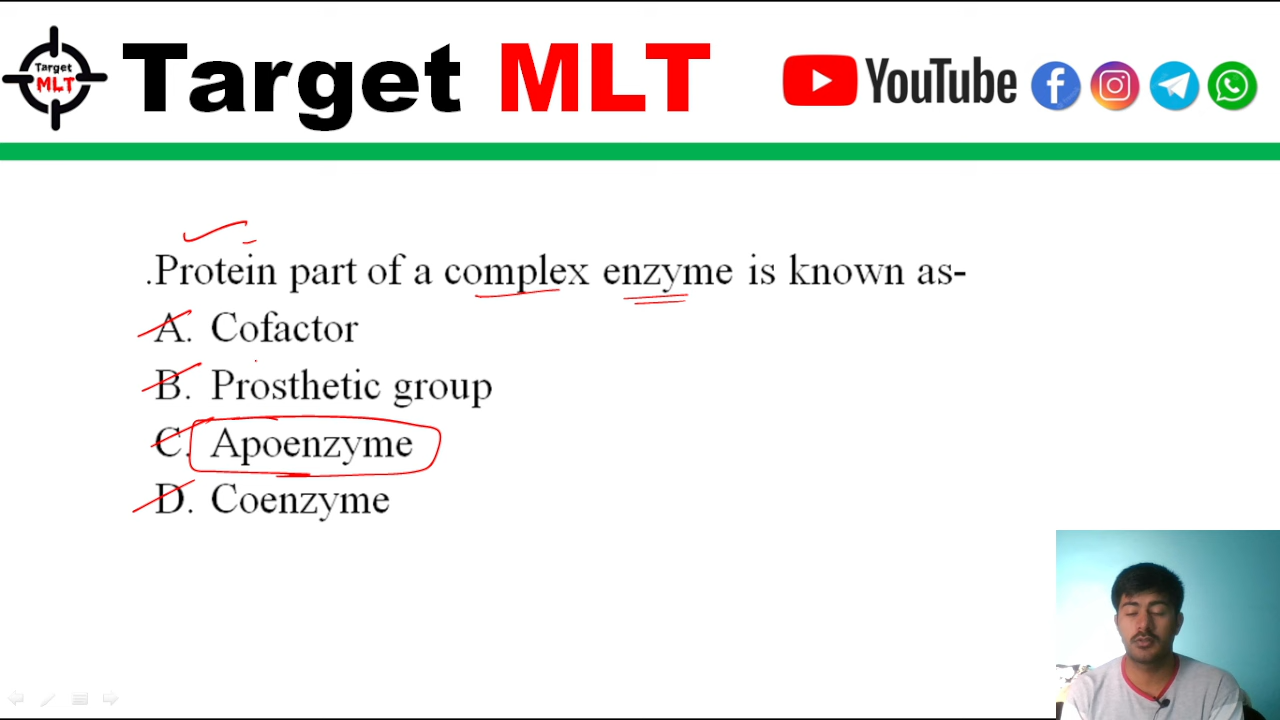 Target MLT
Target MLT YouTube
.Protein part of a complex enzyme is known as-
A. Cofactor
B. Prosthetic group
C. Apoenzyme
D. Coenzyme